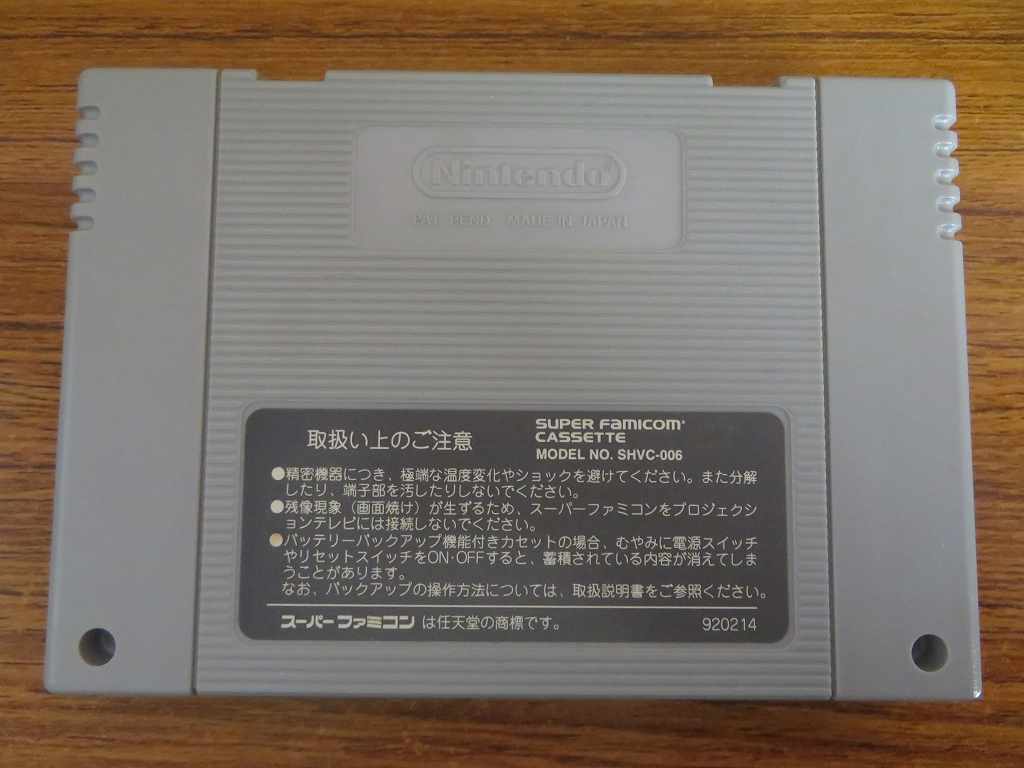 Nintendo®
PAT. PEND. MADE IN JAPAN
取扱い上のご注意
SUPER FAMICOM®
CASSETTE
MODEL NO. SHVC-006
●精密機器につき、極端な温度変化やショックを避けてください。また分解
したり、端子部を汚したりしないでください。
●残像現象（画面焼け）が生ずるため、スーパーファミコンをプロジェクシ
ョンテレビには接続しないでください。
●バッテリーバックアップ機能付きカセットの場合、むやみに電源スイッチ
やリセットスイッチをON・OFFすると、蓄積されている内容が消えてしま
うことがあります。
なお、バックアップの操作方法については、取扱説明書をご参照ください。
スーパーファミコン は任天堂の商標です。
920214